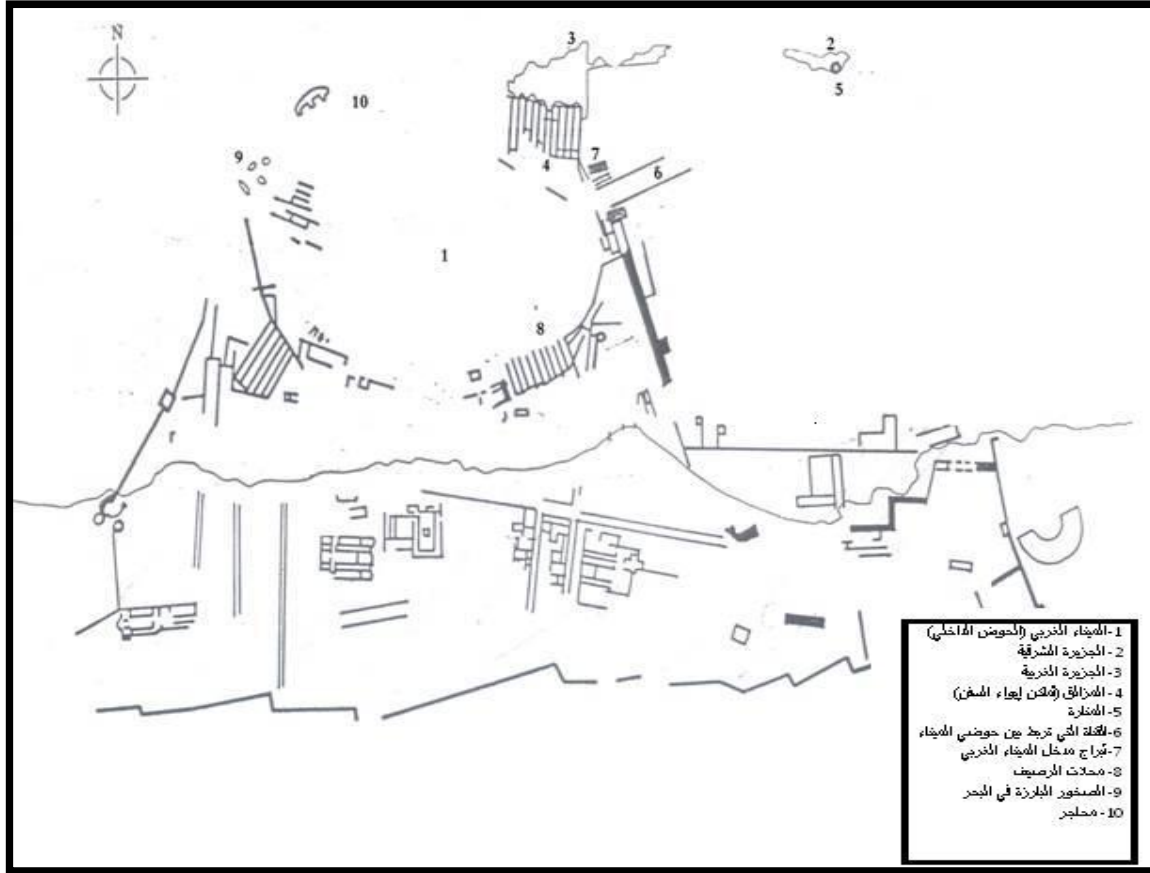 N
3
2
5
10
9
4
7
6
1
8
1-الميناء الغربي (الحوض الداخلي)
2-الجزيرة الشرقية
3-الجزيرة الغربية
4-المزالق (أماكن إيواء السفن)
5-المنارة
6-القناة التي تربط بين حوضي الميناء
7-أبراج مدخل الميناء الغربي
8-محلات الرصيف
9-الصخور البارزة في البحر
10- محاجر